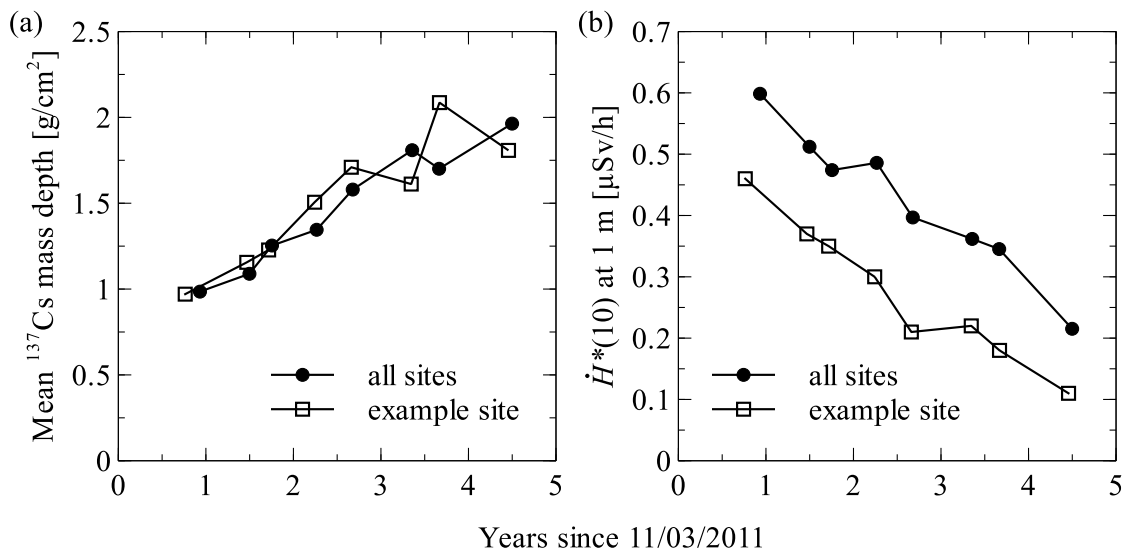 (a)
2.5
2
1.5
1
0.5
0
Mean ¹³⁷Cs mass depth [g/cm²]
all sites
example site
0 1 2 3 4 5
(b)
0.7
0.6
0.5
0.4
0.3
0.2
0.1
0
Ḣ*(10) at 1 m [µSv/h]
all sites
example site
0 1 2 3 4 5
Years since 11/03/2011